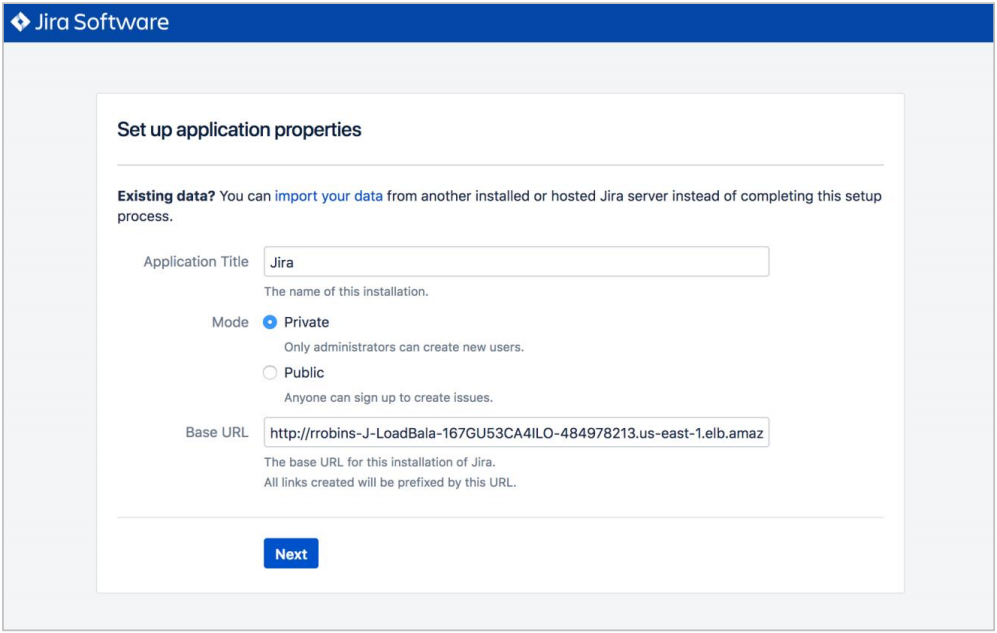 Jira Software
Set up application properties
Existing data? You can import your data from another installed or hosted Jira server instead of completing this setup
process.
Application Title
Jira
The name of this installation.
Mode
Private
Only administrators can create new users.
Public
Anyone can sign up to create issues.
Base URL
http://rrobins-J-LoadBala-167GU53CA4ILO-484978213.us-east-1.elb.amaz
The base URL for this installation of Jira.
All links created will be prefixed by this URL.
Next